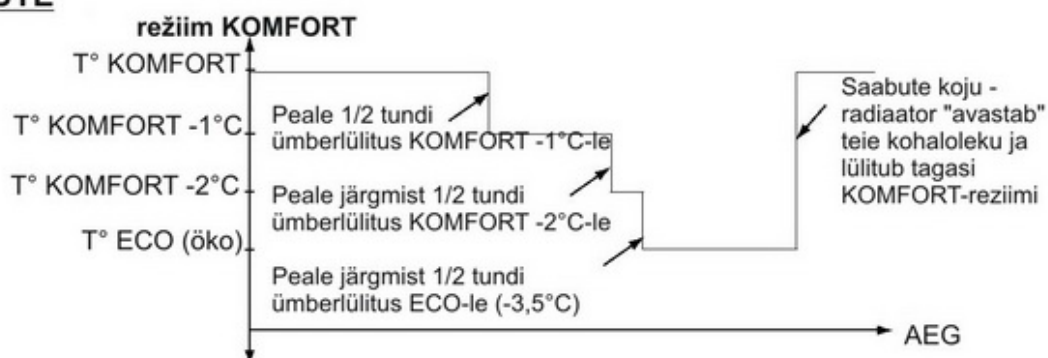 režiim KOMFORT
T° KOMFORT
T° KOMFORT -1°C
T° KOMFORT -2°C
T° ECO (öko)
Peale 1/2 tundi
ümberlülitus KOMFORT -1°C-le
Peale järgmist 1/2 tundi
ümberlülitus KOMFORT -2°C-le
Peale järgmist 1/2 tundi
ümberlülitus ECO-le (-3,5°C)
Saabute koju -
radiaator "avastab"
teie kohaloleku ja
lülitub tagasi
KOMFORT-reziimi
AEG